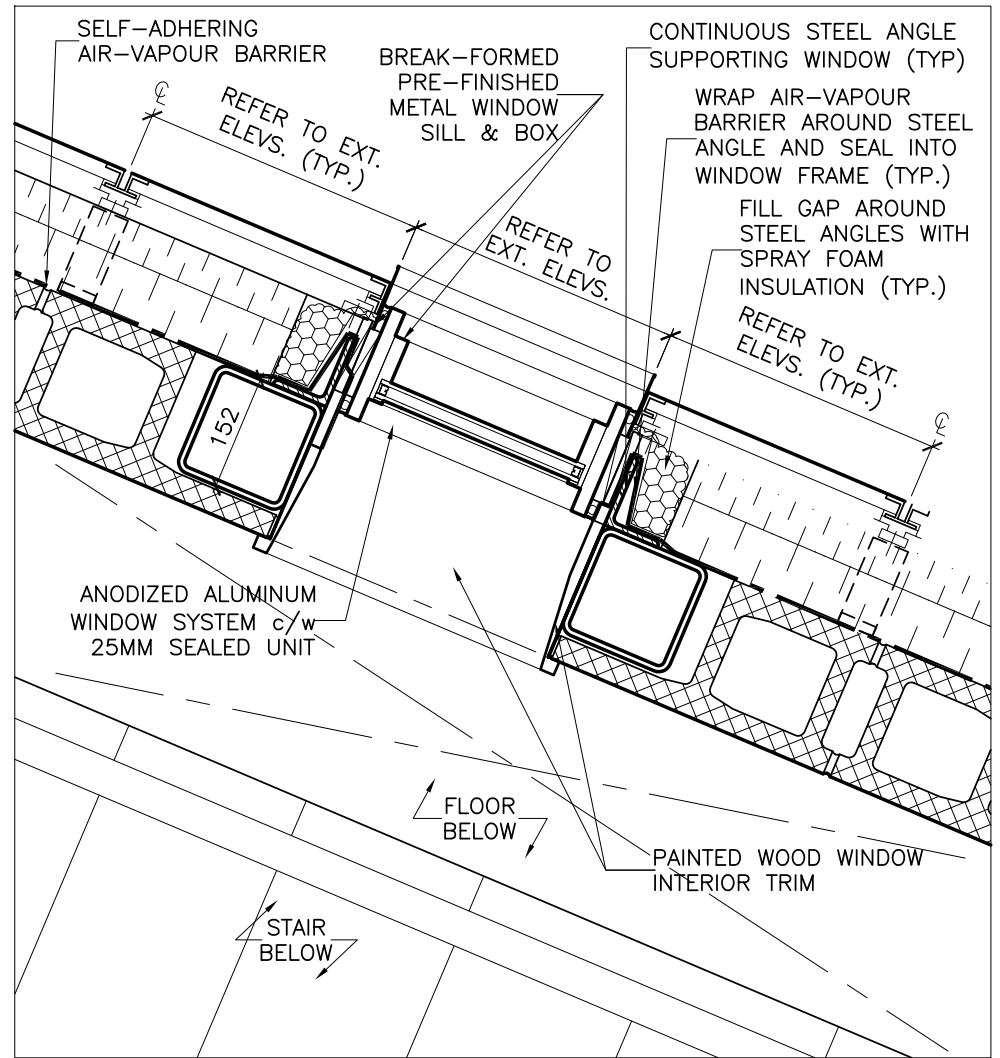 SELF-ADHERING
AIR-VAPOUR BARRIER
BREAK-FORMED
PRE-FINISHED
METAL WINDOW
SILL & BOX
CONTINUOUS STEEL ANGLE
SUPPORTING WINDOW (TYP)
WRAP AIR-VAPOUR
BARRIER AROUND STEEL
ANGLE AND SEAL INTO
WINDOW FRAME (TYP.)
FILL GAP AROUND
STEEL ANGLES WITH
SPRAY FOAM
INSULATION (TYP.)
℄
REFER TO EXT.
ELEVS. (TYP.)
REFER TO
EXT. ELEVS.
REFER TO EXT.
ELEVS. (TYP.)
℄
152
ANODIZED ALUMINUM
WINDOW SYSTEM c/w
25MM SEALED UNIT
FLOOR
BELOW
PAINTED WOOD WINDOW
INTERIOR TRIM
STAIR
BELOW